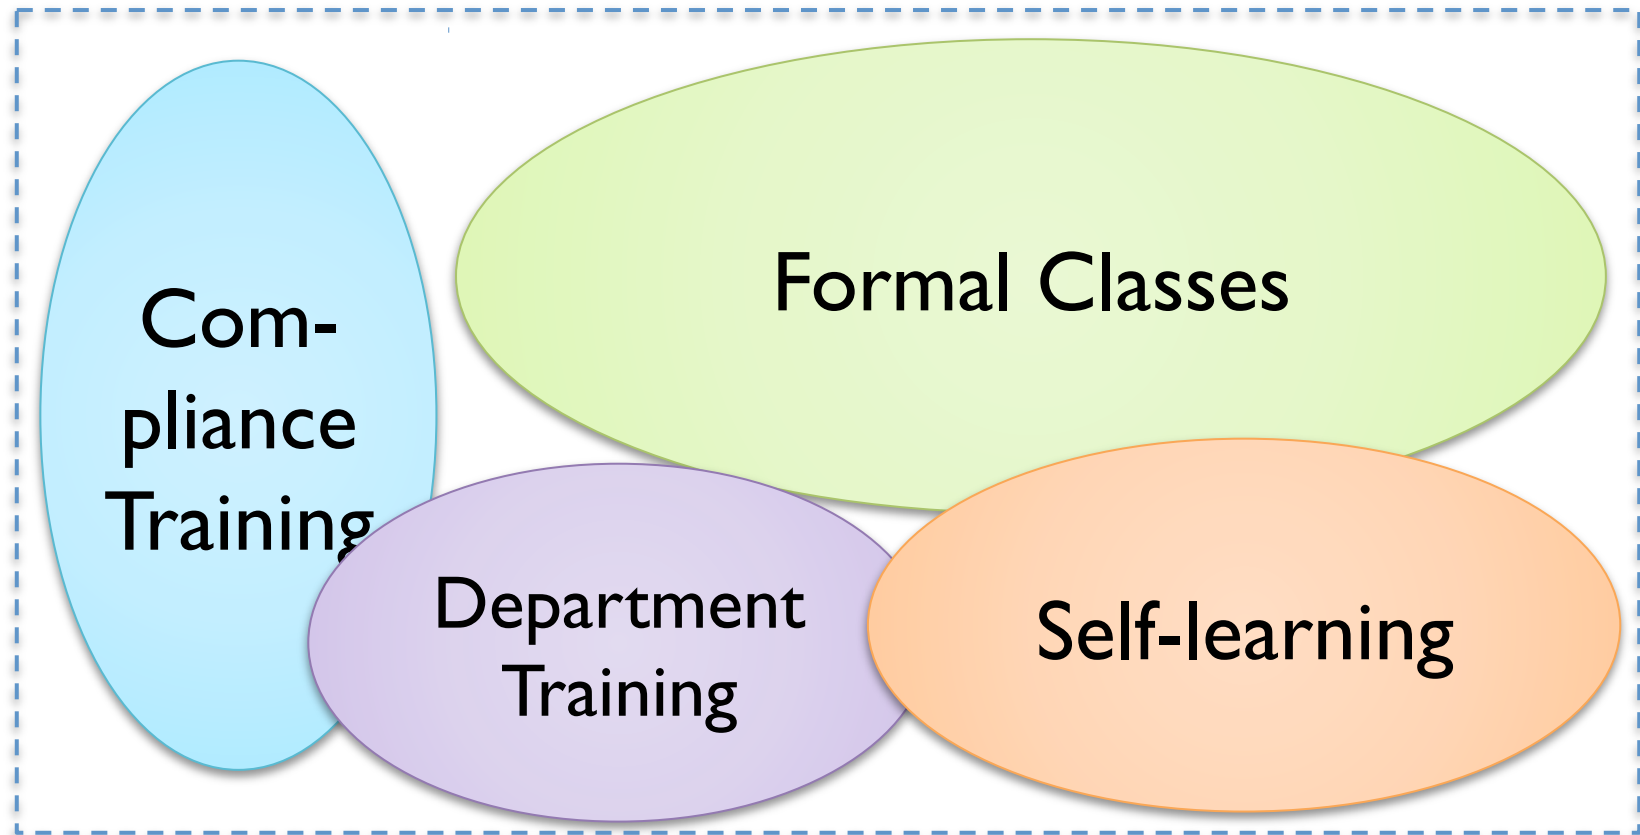 Com-
pliance
Training
Formal Classes
Department
Training
Self-learning